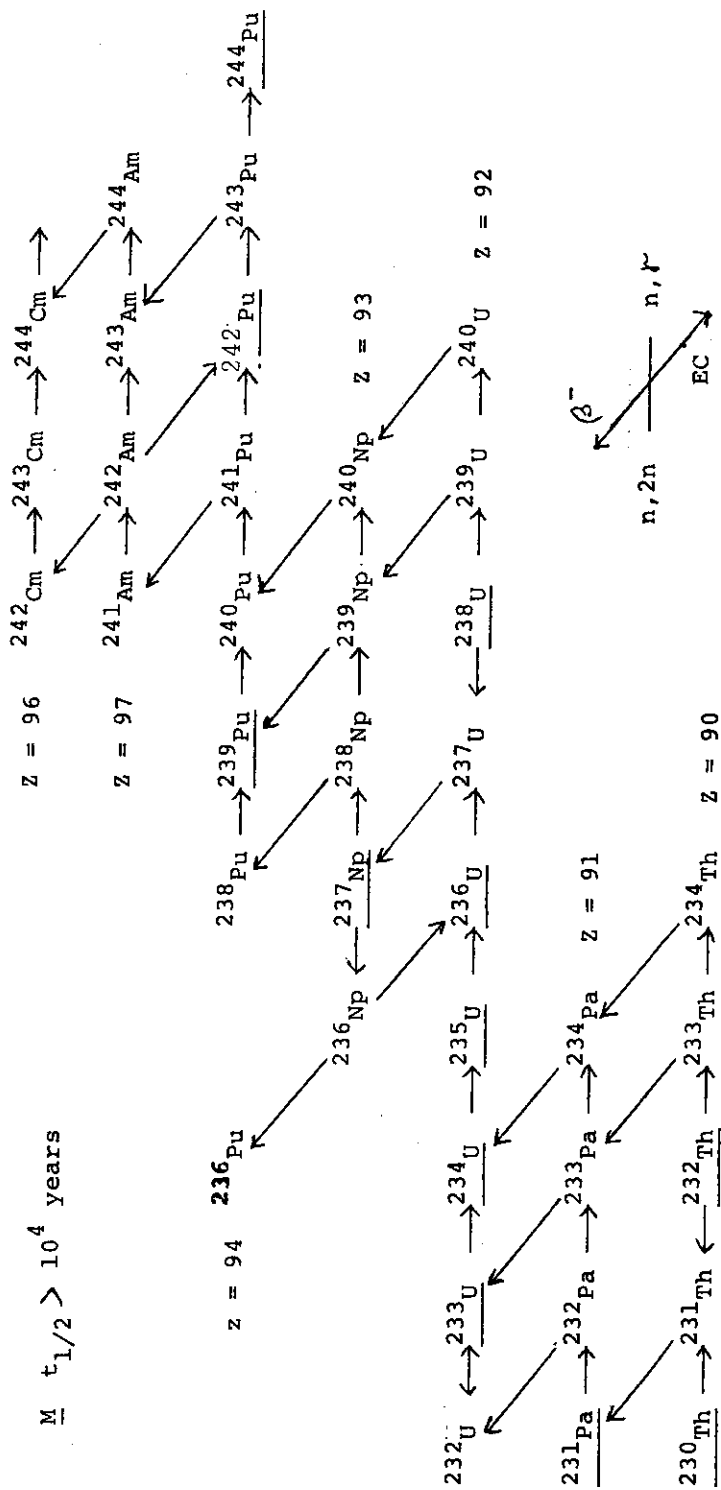 Z = 96 ²⁴²Cm → ²⁴³Cm → ²⁴⁴Cm →
Z = 97 ²⁴¹Am → ²⁴²Am → ²⁴³Am → ²⁴⁴Am
²³⁸Pu → ²³⁹Pu → ²⁴⁰Pu → ²⁴¹Pu → ²⁴²Pu → ²⁴³Pu → ²⁴⁴Pu
M t₁/₂ > 10⁴ years
z = 94 ²³⁶Pu
²³⁶Np ← ²³⁷Np → ²³⁸Np → ²³⁹Np → ²⁴⁰Np Z = 93
²³²U ↔ ²³³U → ²³⁴U → ²³⁵U → ²³⁶U → ²³⁷U ← ²³⁸U → ²³⁹U → ²⁴⁰U Z = 92
²³¹Pa → ²³²Pa → ²³³Pa → ²³⁴Pa Z = 91
²³⁰Th → ²³¹Th ← ²³²Th → ²³³Th → ²³⁴Th Z = 90
β⁻
n,2n n,γ
EC